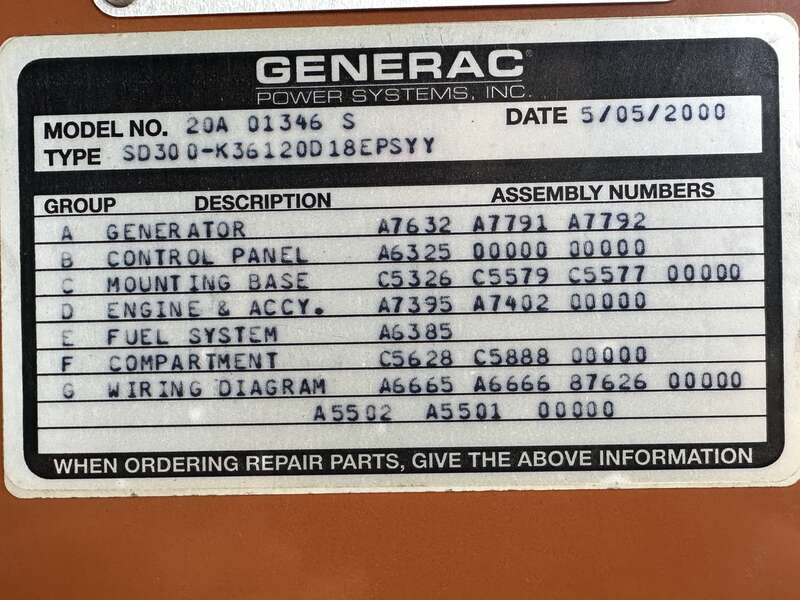 GENERAC
POWER SYSTEMS, INC.
MODEL NO. 20A 01346 S DATE 5/05/2000
TYPE SD300-K36120D18EPSYY
GROUP DESCRIPTION ASSEMBLY NUMBERS
A GENERATOR A7632 A7791 A7792
B CONTROL PANEL A6325 00000 00000
C MOUNTING BASE C5326 C5579 C5577 00000
D ENGINE & ACCY. A7395 A7402 00000
E FUEL SYSTEM A6385
F COMPARTMENT C5628 C5888 00000
G WIRING DIAGRAM A6665 A6666 87626 00000
A5502 A5501 00000
WHEN ORDERING REPAIR PARTS, GIVE THE ABOVE INFORMATION